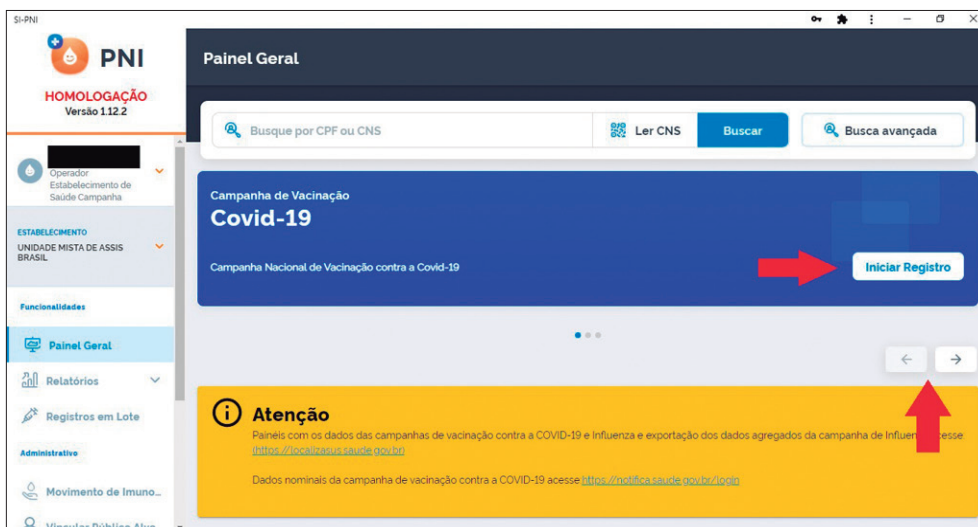 SI-PNI
PNI
HOMOLOGAÇÃO
Versão 1.12.2
Operador
Estabelecimento de
Saúde Campanha
ESTABELECIMENTO
UNIDADE MISTA DE ASSIS
BRASIL
Funcionalidades
Painel Geral
Relatórios
Registros em Lote
Administrativo
Movimento de Imuno...
Vincular Público Alvo
Painel Geral
Busque por CPF ou CNS
Ler CNS
Buscar
Busca avançada
Campanha de Vacinação
Covid-19
Campanha Nacional de Vacinação contra a Covid-19
Iniciar Registro
Atenção
Painéis com os dados das campanhas de vacinação contra a COVID-19 e Influenza e exportação dos dados agregados da campanha de
(https://localizasus.saude.gov.br)
Dados nominais da campanha de vacinação contra a COVID-19 acesse https://notifica.saude.gov.br/login